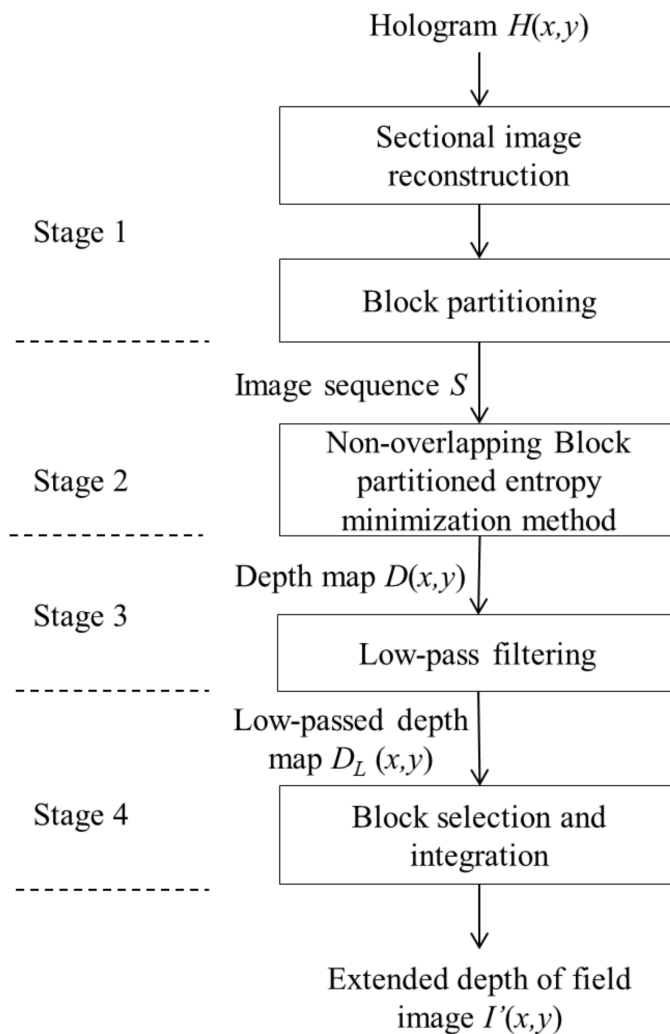 Hologram H(x,y)
Sectional image
reconstruction
Stage 1
Block partitioning
Image sequence S
Non-overlapping Block
partitioned entropy
minimization method
Stage 2
Depth map D(x,y)
Stage 3
Low-pass filtering
Low-passed depth
map D_L (x,y)
Stage 4
Block selection and
integration
Extended depth of field
image I'(x,y)